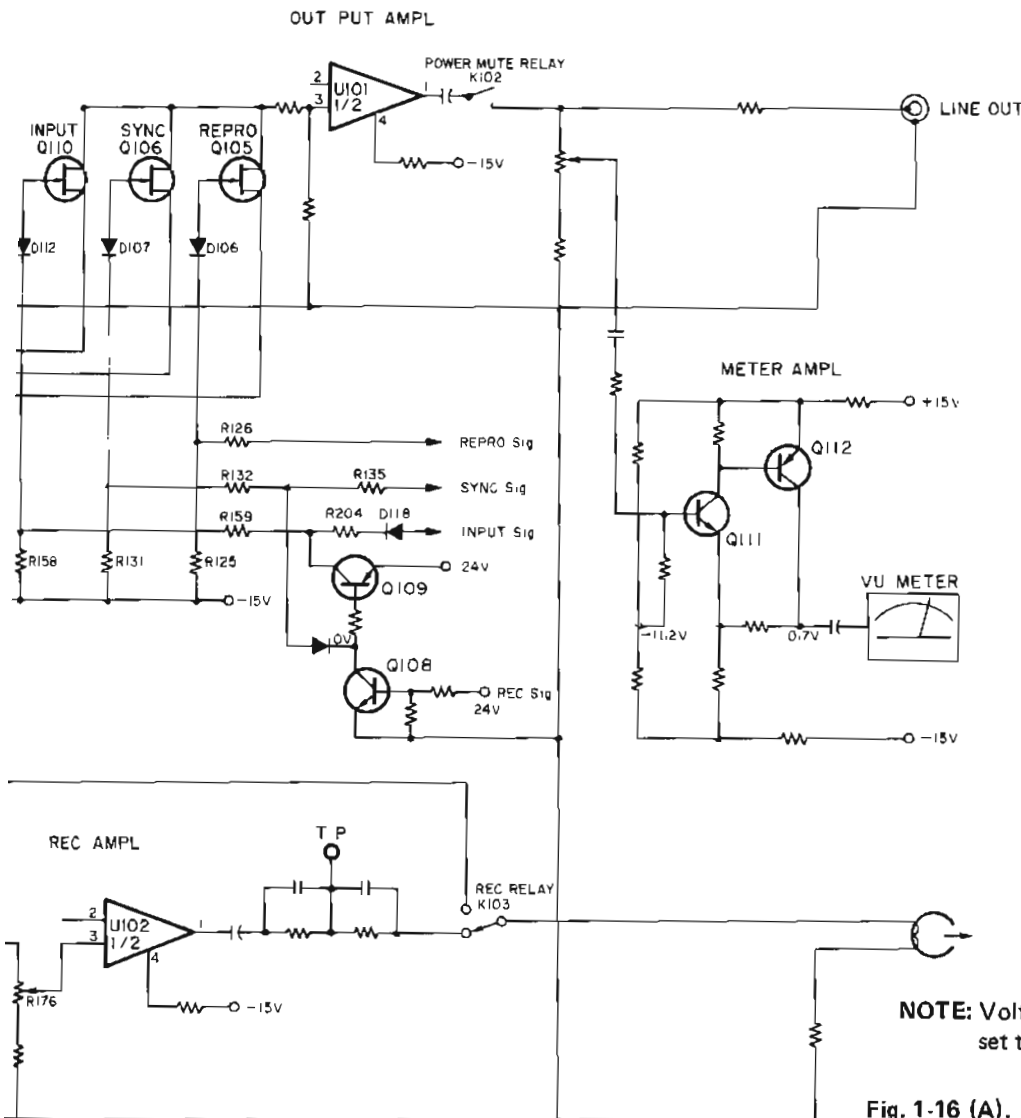 OUT PUT AMPL
POWER MUTE RELAY
K102
2
U101
1/2
3
1
4
-15V
LINE OUT
INPUT
Q110
SYNC
Q106
REPRO
Q105
D112
D107
D106
METER AMPL
+15V
Q112
Q111
R126
REPRO Sig
R132
R135
SYNC Sig
R159
R204
D118
INPUT Sig
R158
R131
R125
24V
Q109
-15V
VU METER
-11.2V
0.7V
0V
Q108
REC Sig
24V
-15V
REC AMPL
T P
REC RELAY
K103
2
U102
1/2
3
1
4
R176
-15V
NOTE: Volt
set t
Fig. 1-16 (A).